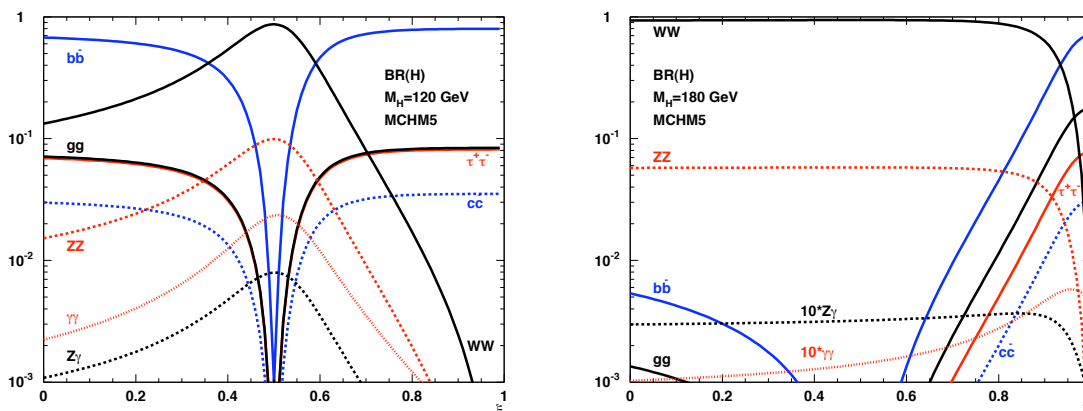 1
10⁻¹
10⁻²
10⁻³
0 0.2 0.4 0.6 0.8 1
ξ
bb̄
gg
ZZ
γγ
Zγ
BR(H)
M_H=120 GeV
MCHM5
τ⁺τ⁻
cc̄
WW
1
10⁻¹
10⁻²
10⁻³
0 0.2 0.4 0.6 0.8
WW
BR(H)
M_H=180 GeV
MCHM5
ZZ
τ⁺τ⁻
bb̄
10*Zγ
gg
10*γγ
cc̄